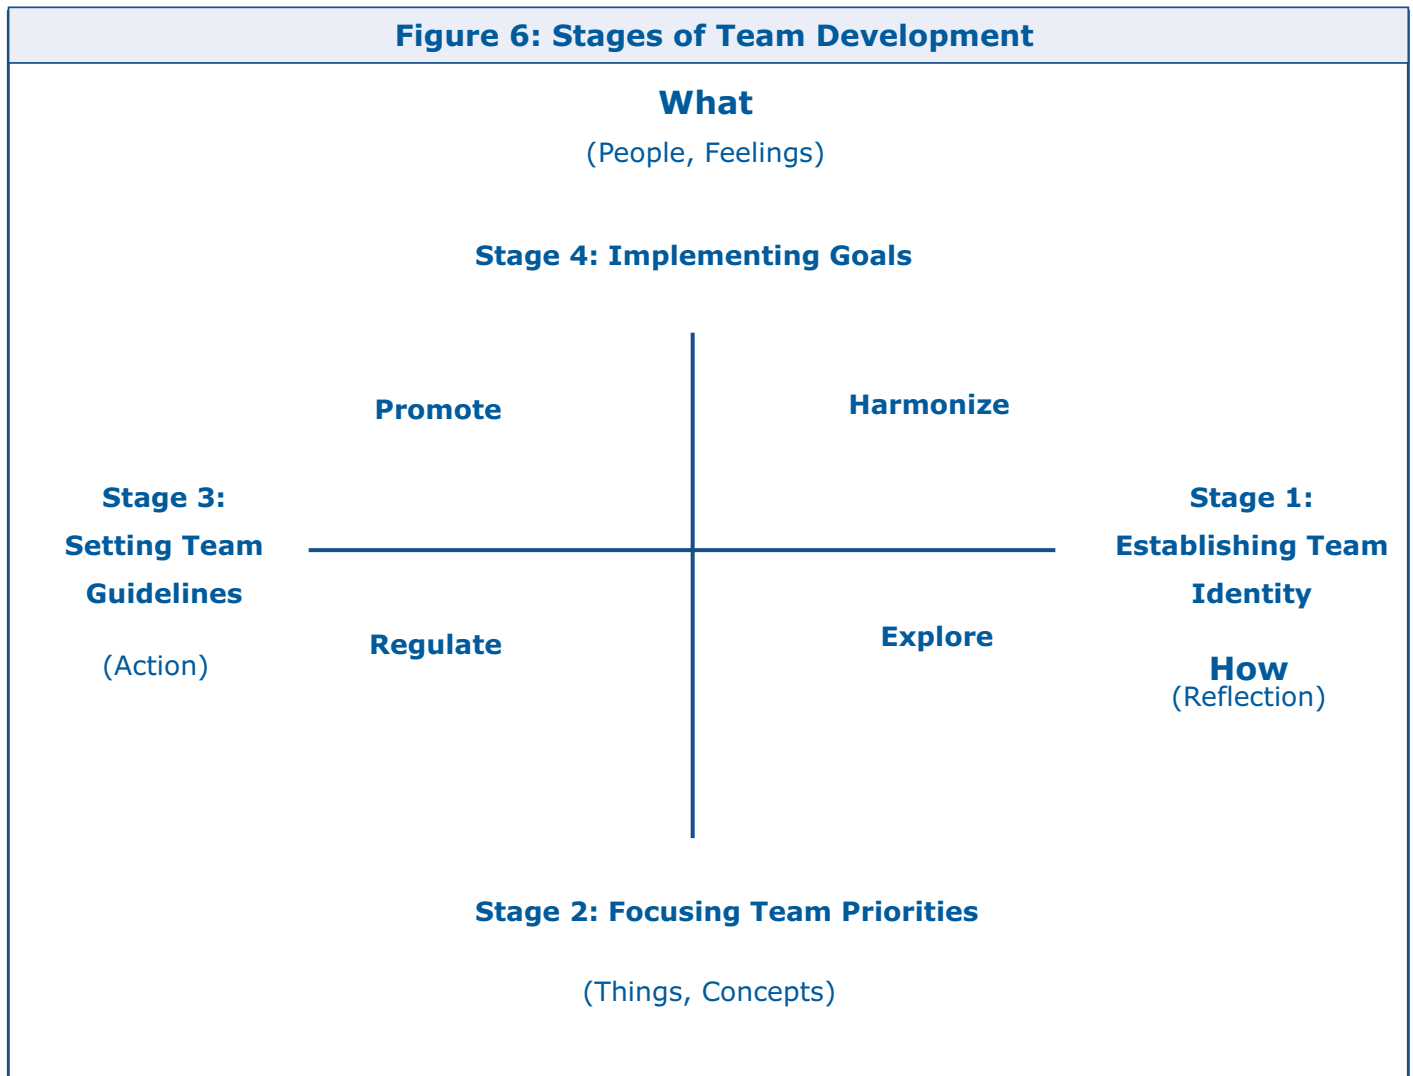 Figure 6: Stages of Team Development
What
(People, Feelings)
Stage 4: Implementing Goals
Promote
Harmonize
Stage 3:
Setting Team
Guidelines
(Action)
Stage 1:
Establishing Team
Identity
How
(Reflection)
Regulate
Explore
Stage 2: Focusing Team Priorities
(Things, Concepts)